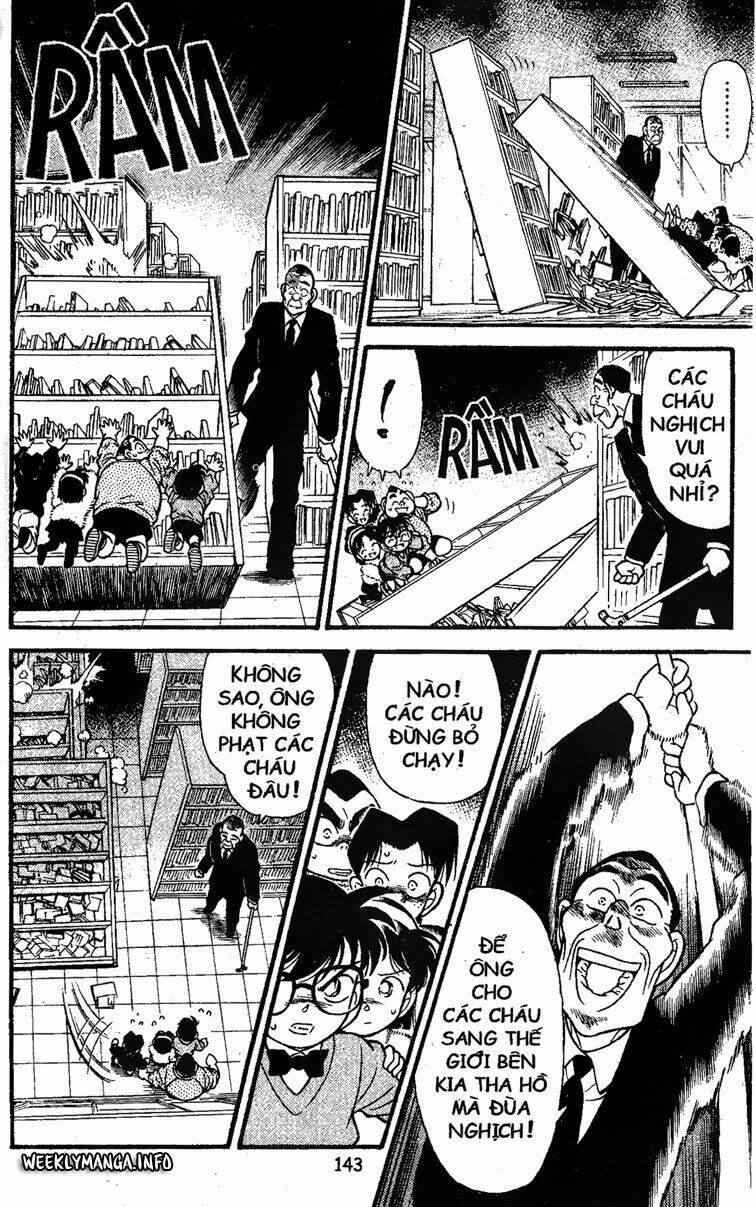 RẦM
………
CÁC
CHÁU
NGHỊCH
VUI
QUÁ
NHỈ?
!
RẦM
KHÔNG
SAO, ÔNG
KHÔNG
PHẠT CÁC
CHÁU
ĐÂU!
NÀO!
CÁC CHÁU
ĐỪNG BỎ
CHẠY!
ĐỂ
ÔNG
CHO
CÁC CHÁU
SANG THẾ
GIỚI BÊN
KIA THA HỒ
MÀ ĐÙA
NGHỊCH!
WEEKLYMANGA.INFO
143